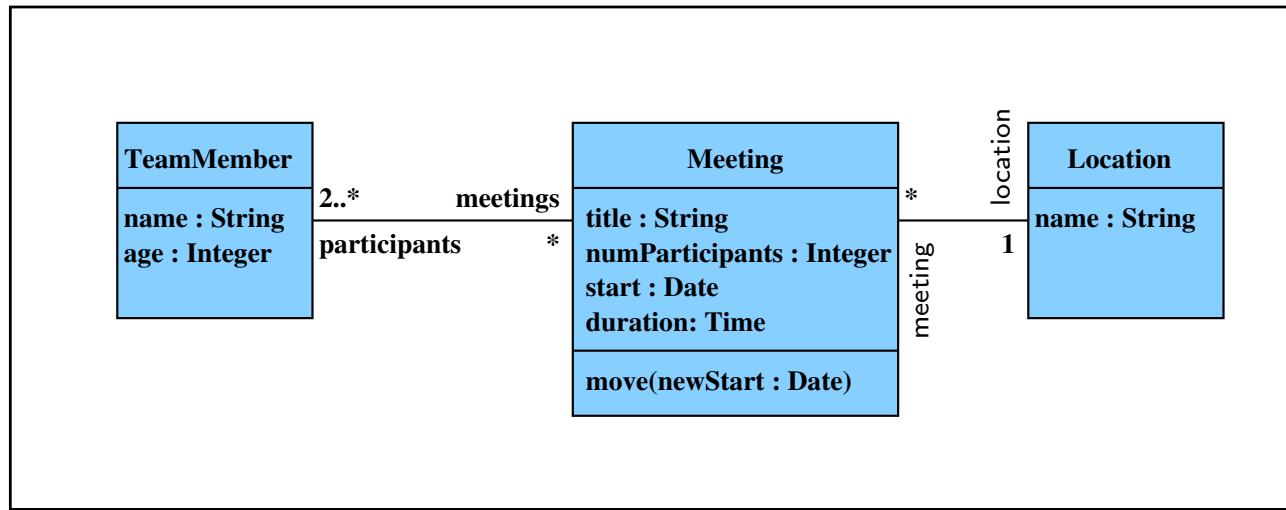 TeamMember
name : String
age : Integer
2..*
participants
meetings
*
Meeting
title : String
numParticipants : Integer
start : Date
duration: Time
move(newStart : Date)
*
meeting
location
1
Location
name : String